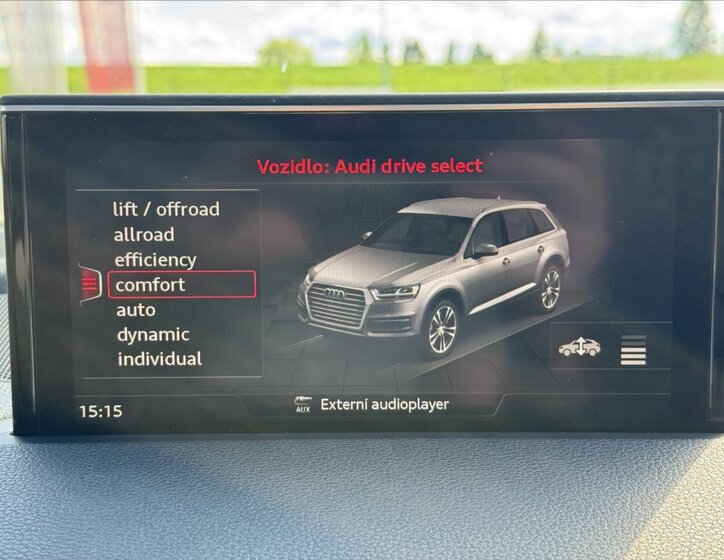 Vozidlo: Audi drive select
lift / offroad
allroad
efficiency
comfort
auto
dynamic
individual
15:15
AUX
Externí audioplayer